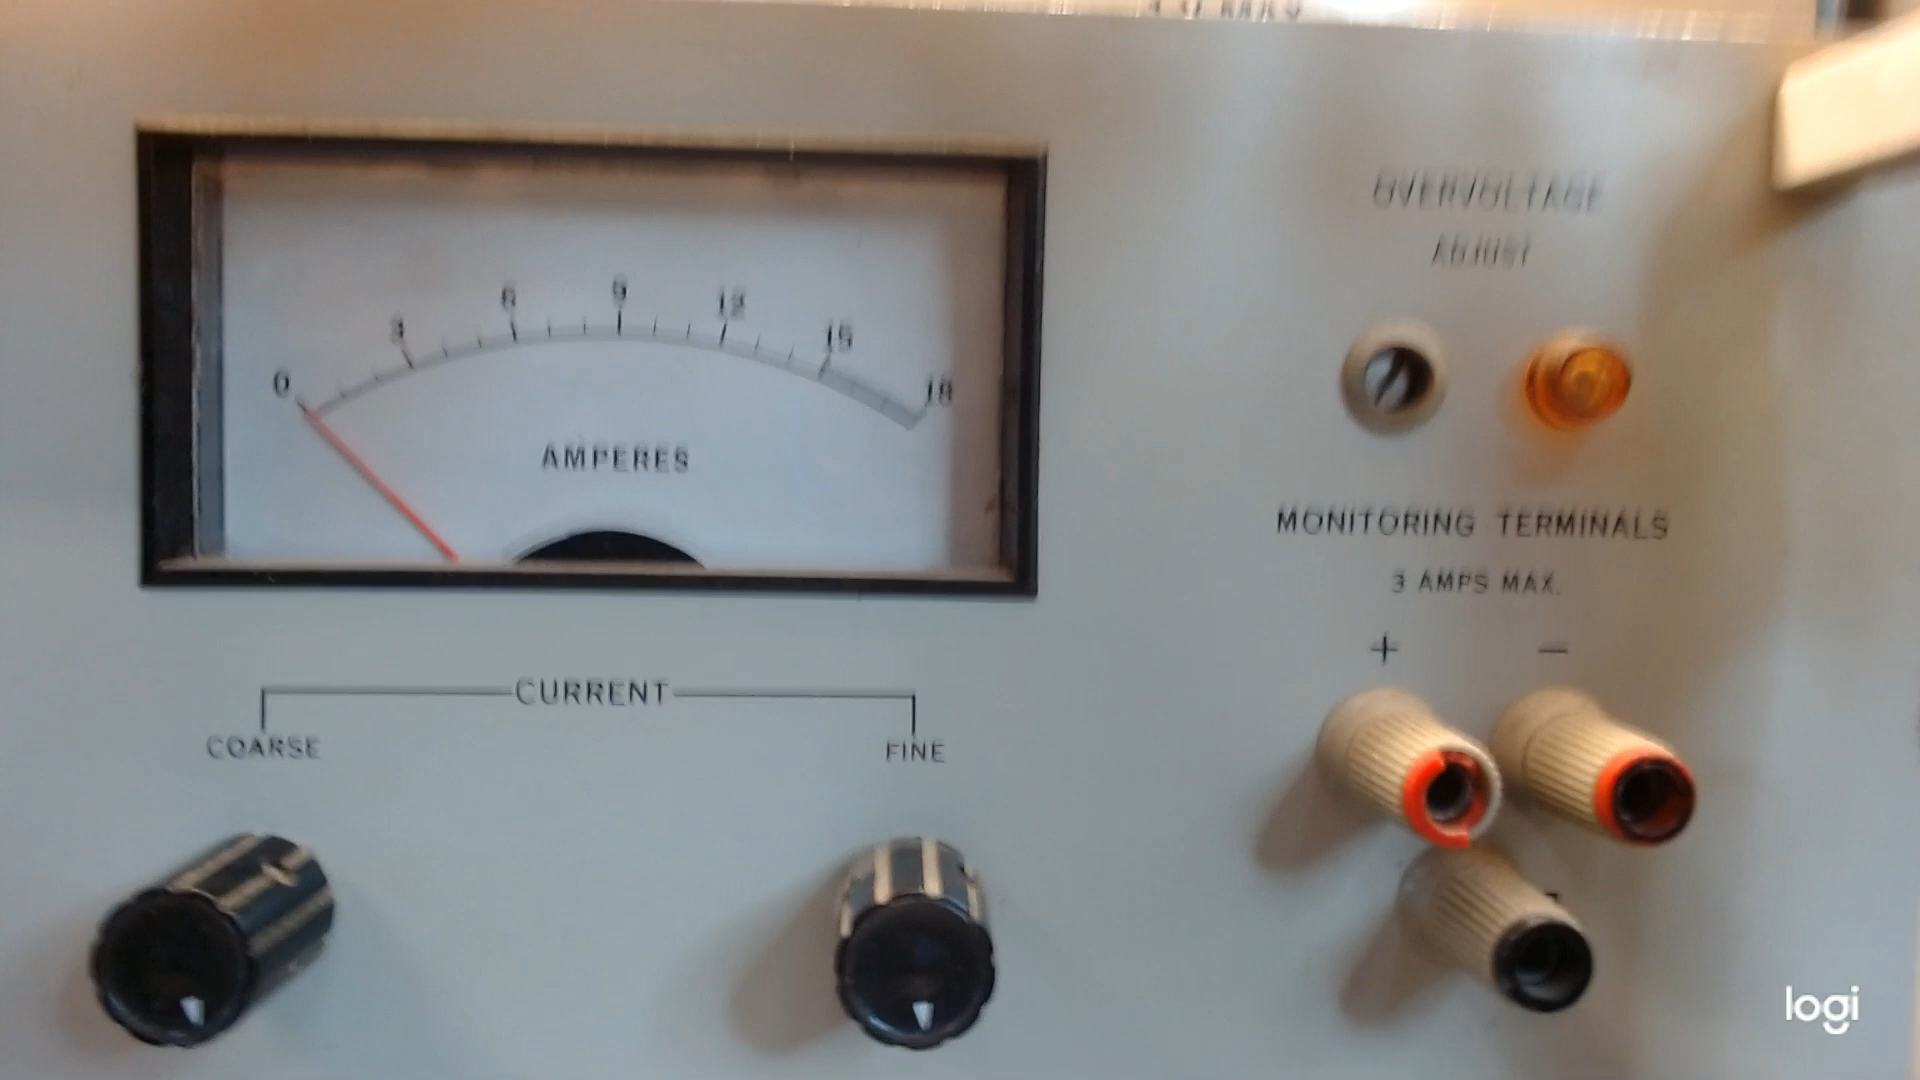 0 3 6 9 12 15 18
AMPERES
CURRENT
COARSE FINE
OVERVOLTAGE
ADJUST
MONITORING TERMINALS
3 AMPS MAX.
+ −
logi